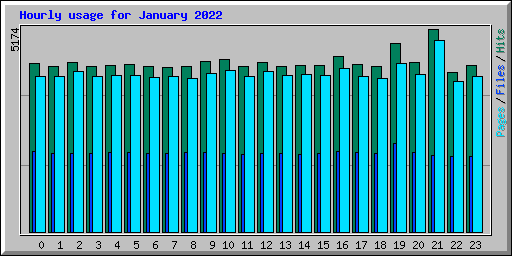 Hourly usage for January 2022
5174
Pages/Files/Hits
0 1 2 3 4 5 6 7 8 9 10 11 12 13 14 15 16 17 18 19 20 21 22 23